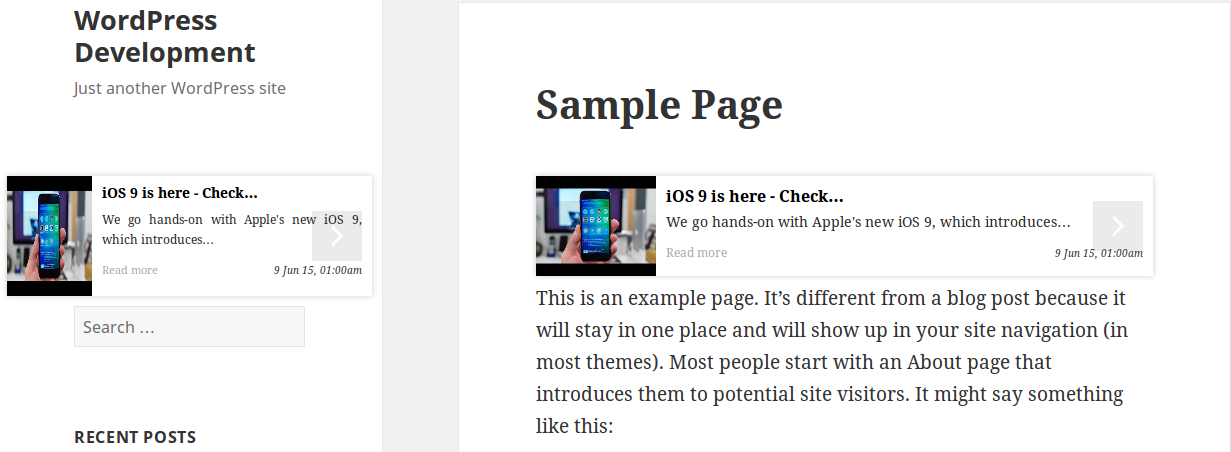 WordPress
Development
Just another WordPress site
iOS 9 is here - Check...
We go hands-on with Apple's new iOS 9,
which introduces...
Read more
9 Jun 15, 01:00am
Search …
RECENT POSTS
Sample Page
iOS 9 is here - Check...
We go hands-on with Apple's new iOS 9, which introduces...
Read more
9 Jun 15, 01:00am
This is an example page. It’s different from a blog post because it
will stay in one place and will show up in your site navigation (in
most themes). Most people start with an About page that
introduces them to potential site visitors. It might say something
like this: